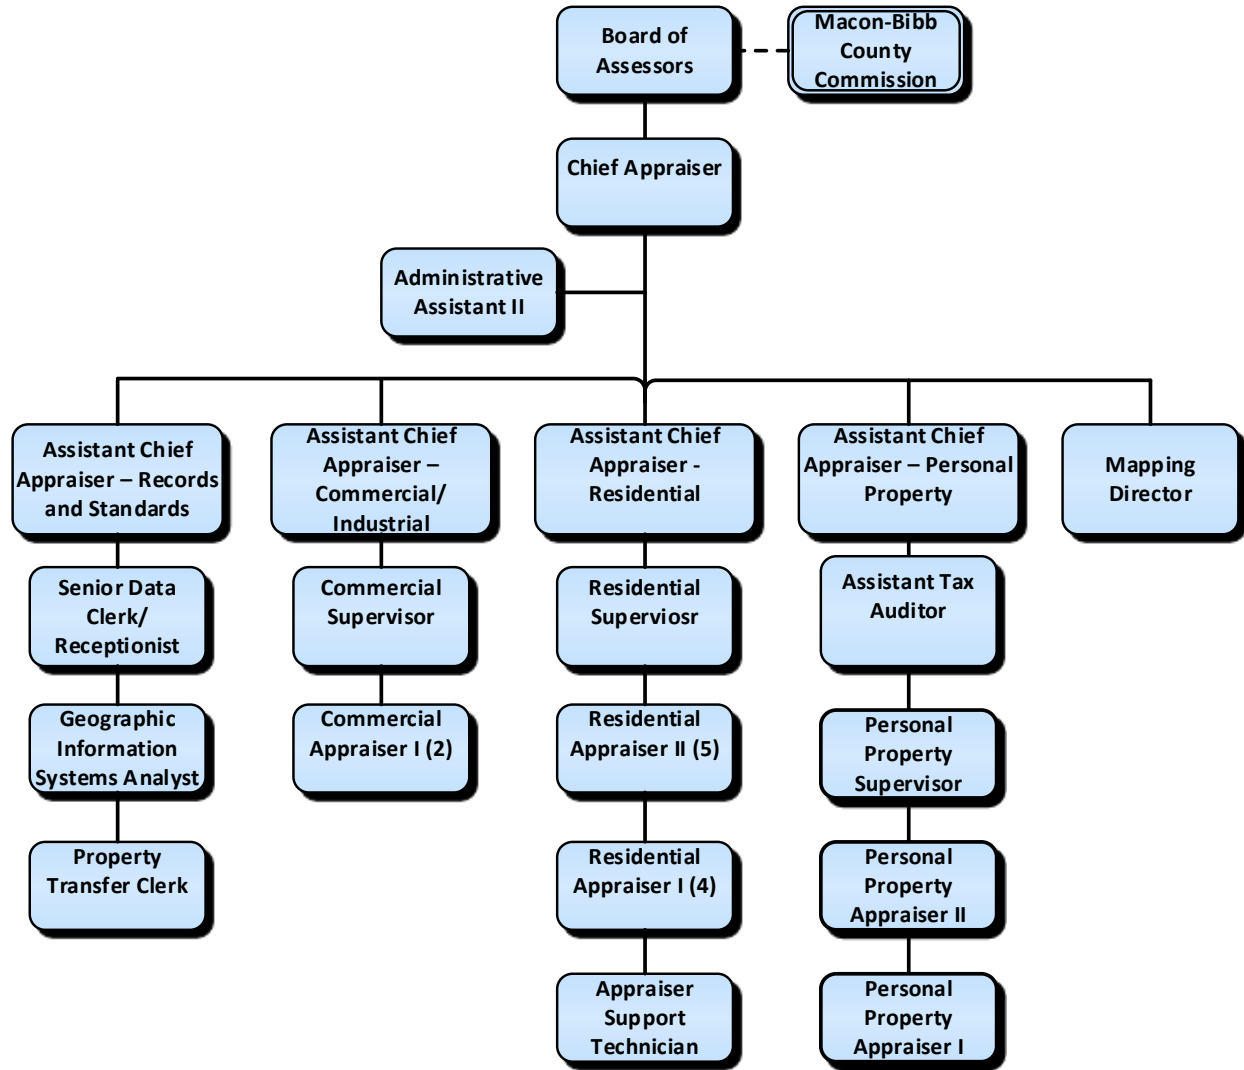 Board of
Assessors
Macon-Bibb
County
Commission
Chief Appraiser
Administrative
Assistant II
Assistant Chief
Appraiser – Records
and Standards
Assistant Chief
Appraiser –
Commercial/
Industrial
Assistant Chief
Appraiser -
Residential
Assistant Chief
Appraiser – Personal
Property
Mapping
Director
Senior Data
Clerk/
Receptionist
Commercial
Supervisor
Residential
Superviosr
Assistant Tax
Auditor
Geographic
Information
Systems Analyst
Commercial
Appraiser I (2)
Residential
Appraiser II (5)
Personal
Property
Supervisor
Property
Transfer Clerk
Residential
Appraiser I (4)
Personal
Property
Appraiser II
Appraiser
Support
Technician
Personal
Property
Appraiser I